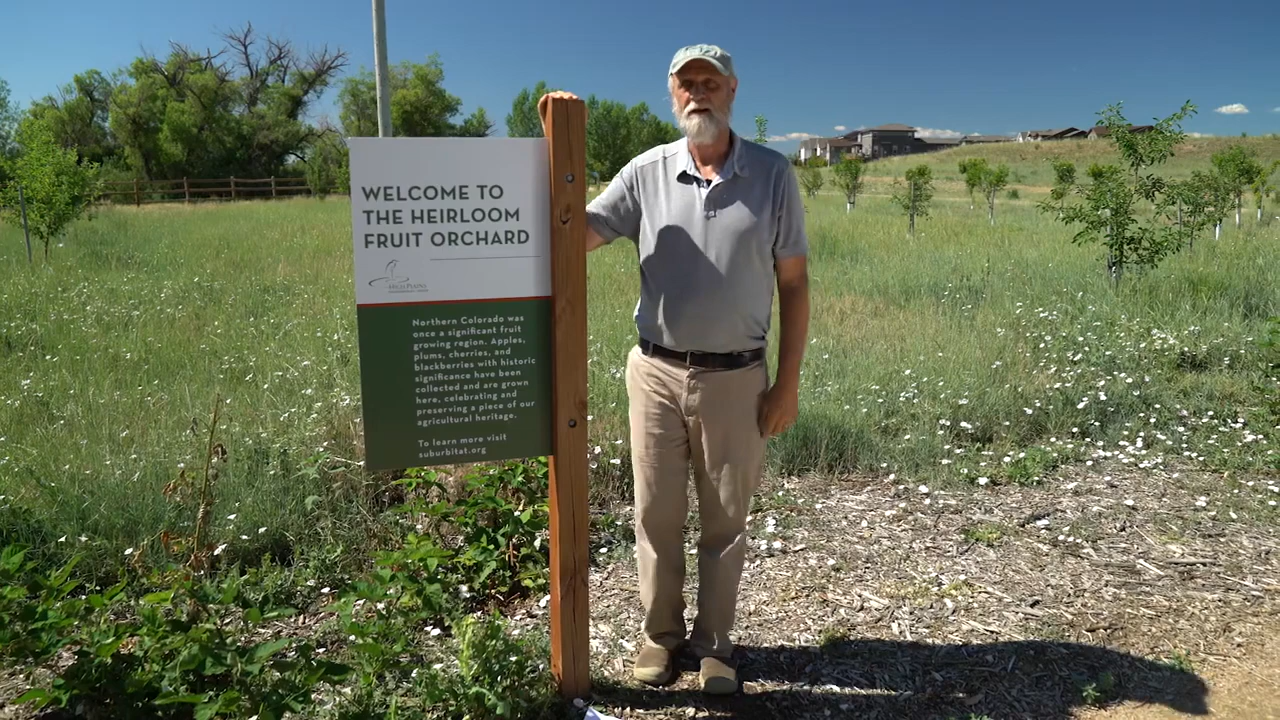 WELCOME TO
THE HEIRLOOM
FRUIT ORCHARD
HIGH PLAINS
Northern Colorado was
once a significant fruit
growing region. Apples,
plums, cherries, and
blackberries with historic
significance have been
collected and are grown
here, celebrating and
preserving a piece of our
agricultural heritage.
To learn more visit
suburbitat.org